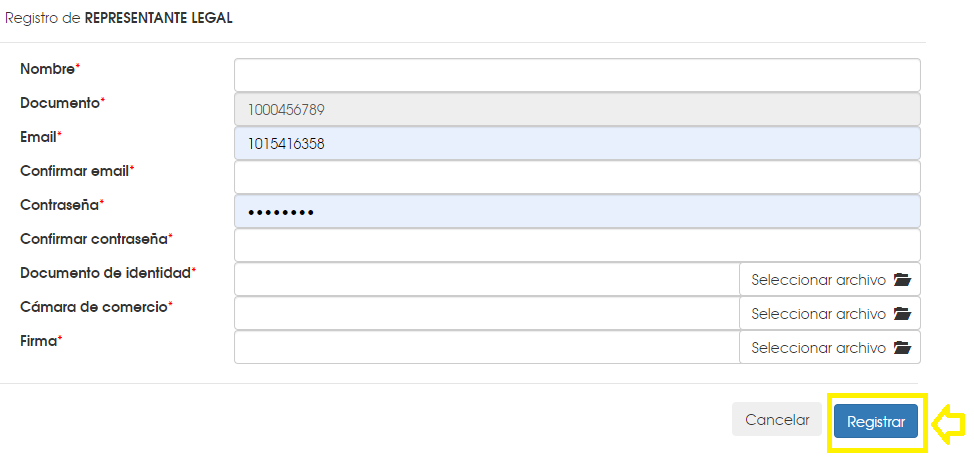 Registro de REPRESENTANTE LEGAL
Nombre*
Documento* 1000456789
Email* 1015416358
Confirmar email*
Contraseña* ••••••••
Confirmar contraseña*
Documento de identidad* Seleccionar archivo
Cámara de comercio* Seleccionar archivo
Firma* Seleccionar archivo
Cancelar Registrar